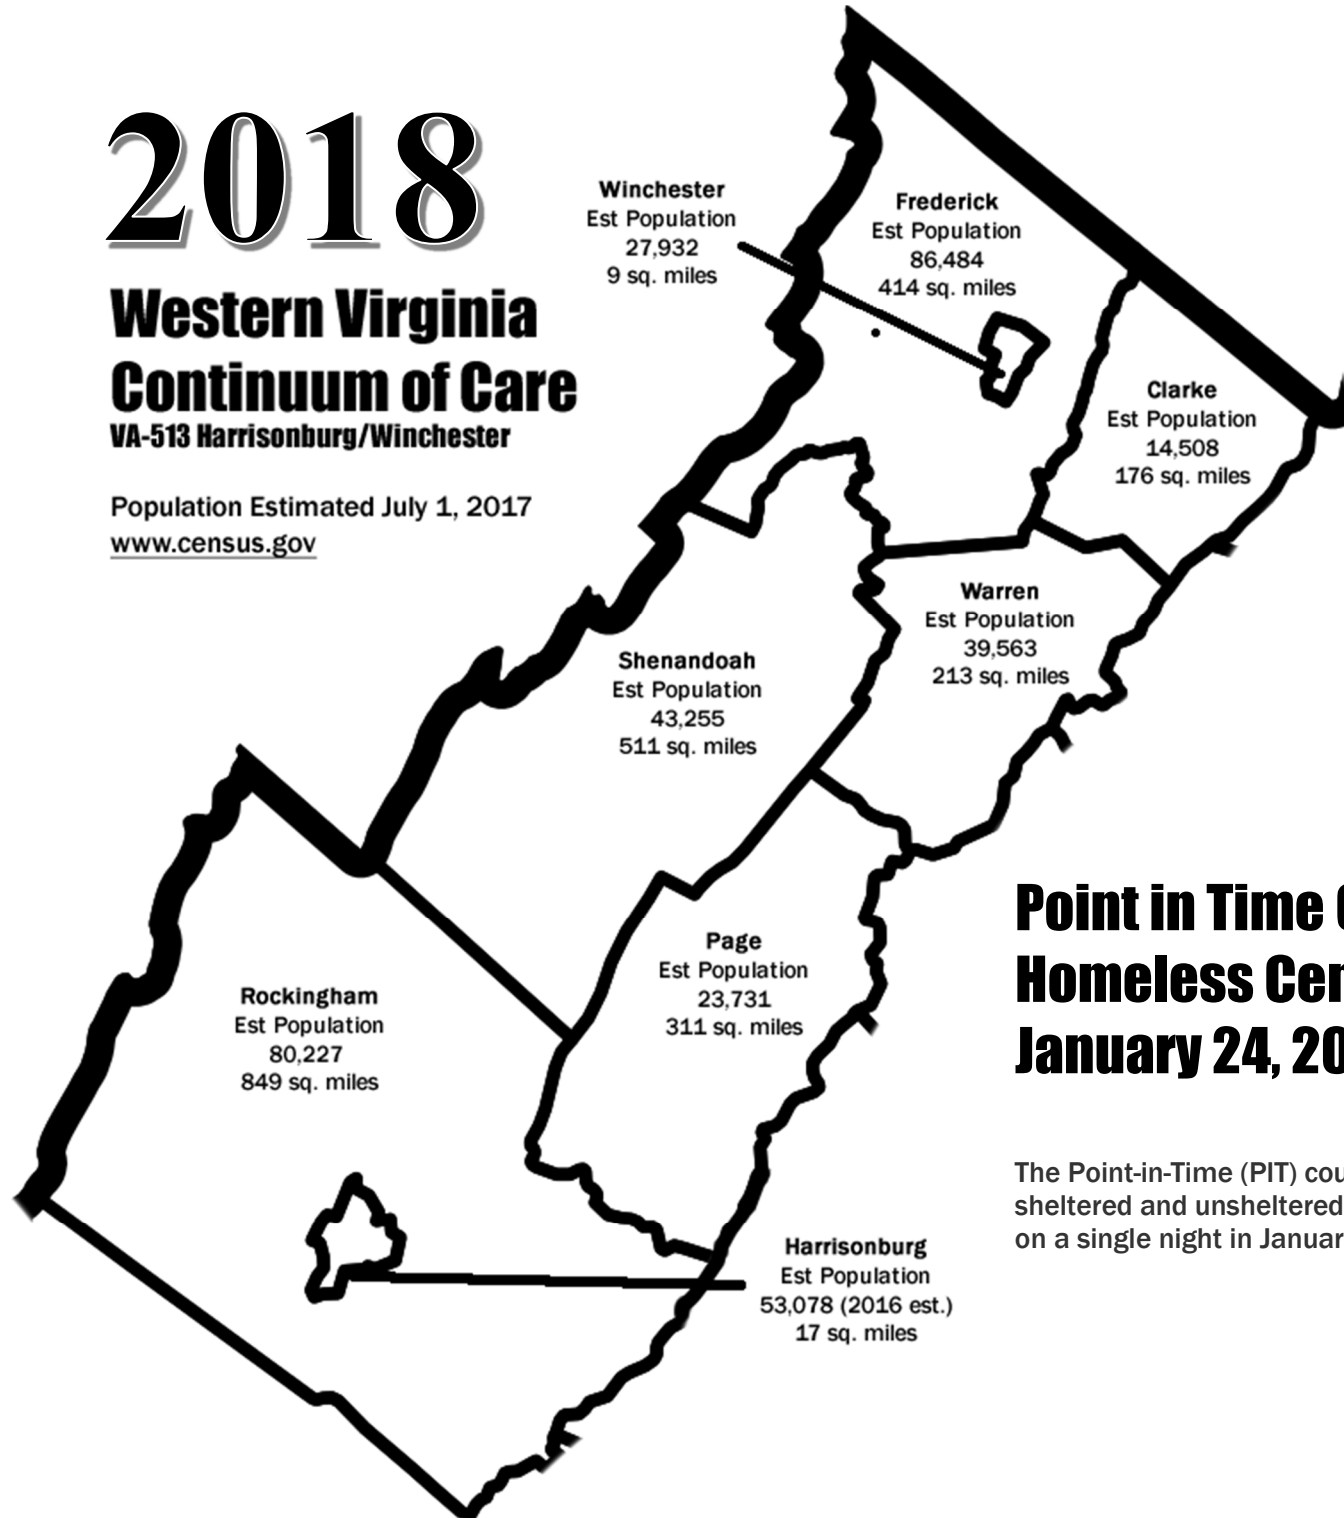 2018
Western Virginia
Continuum of Care
VA-513 Harrisonburg/Winchester
Population Estimated July 1, 2017
www.census.gov
Winchester
Est Population
27,932
9 sq. miles
Frederick
Est Population
86,484
414 sq. miles
Clarke
Est Population
14,508
176 sq. miles
Warren
Est Population
39,563
213 sq. miles
Shenandoah
Est Population
43,255
511 sq. miles
Page
Est Population
23,731
311 sq. miles
Rockingham
Est Population
80,227
849 sq. miles
Harrisonburg
Est Population
53,078 (2016 est.)
17 sq. miles
Point in Time
Homeless
January 24,
The Point-in-Time (PIT)
sheltered and unsheltered
on a single night in